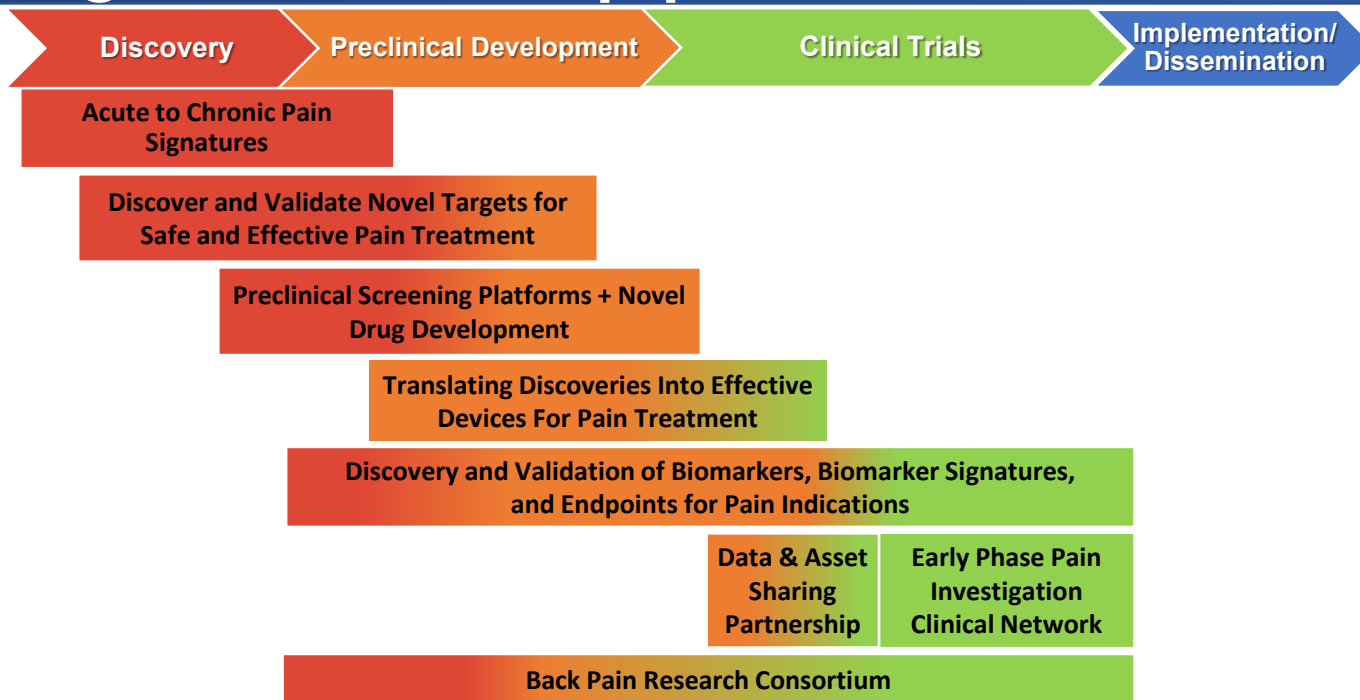 Discovery
Preclinical Development
Clinical Trials
Implementation/
Dissemination
Acute to Chronic Pain
Signatures
Discover and Validate Novel Targets for
Safe and Effective Pain Treatment
Preclinical Screening Platforms + Novel
Drug Development
Translating Discoveries Into Effective
Devices For Pain Treatment
Discovery and Validation of Biomarkers, Biomarker Signatures,
and Endpoints for Pain Indications
Data & Asset
Sharing
Partnership
Early Phase Pain
Investigation
Clinical Network
Back Pain Research Consortium